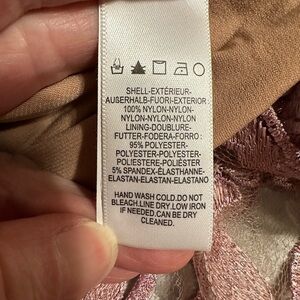 SHELL-EXTÉRIEUR-
AUßERHALB-FUORI-EXTERIOR :
100% NYLON-NYLON-
NYLON-NYLON-NYLON
LINING-DOUBLURE-
FUTTER-FODERA-FORRO :
95% POLYESTER-
POLYESTER-POLYESTER-
POLIESTERE-POLIÉSTER
5% SPANDEX-ÉLASTHANNE-
ELASTAN-ELASTAN-ELASTANO
HAND WASH COLD.DO NOT
BLEACH.LINE DRY.LOW IRON
IF NEEDED.CAN BE DRY
CLEANED.